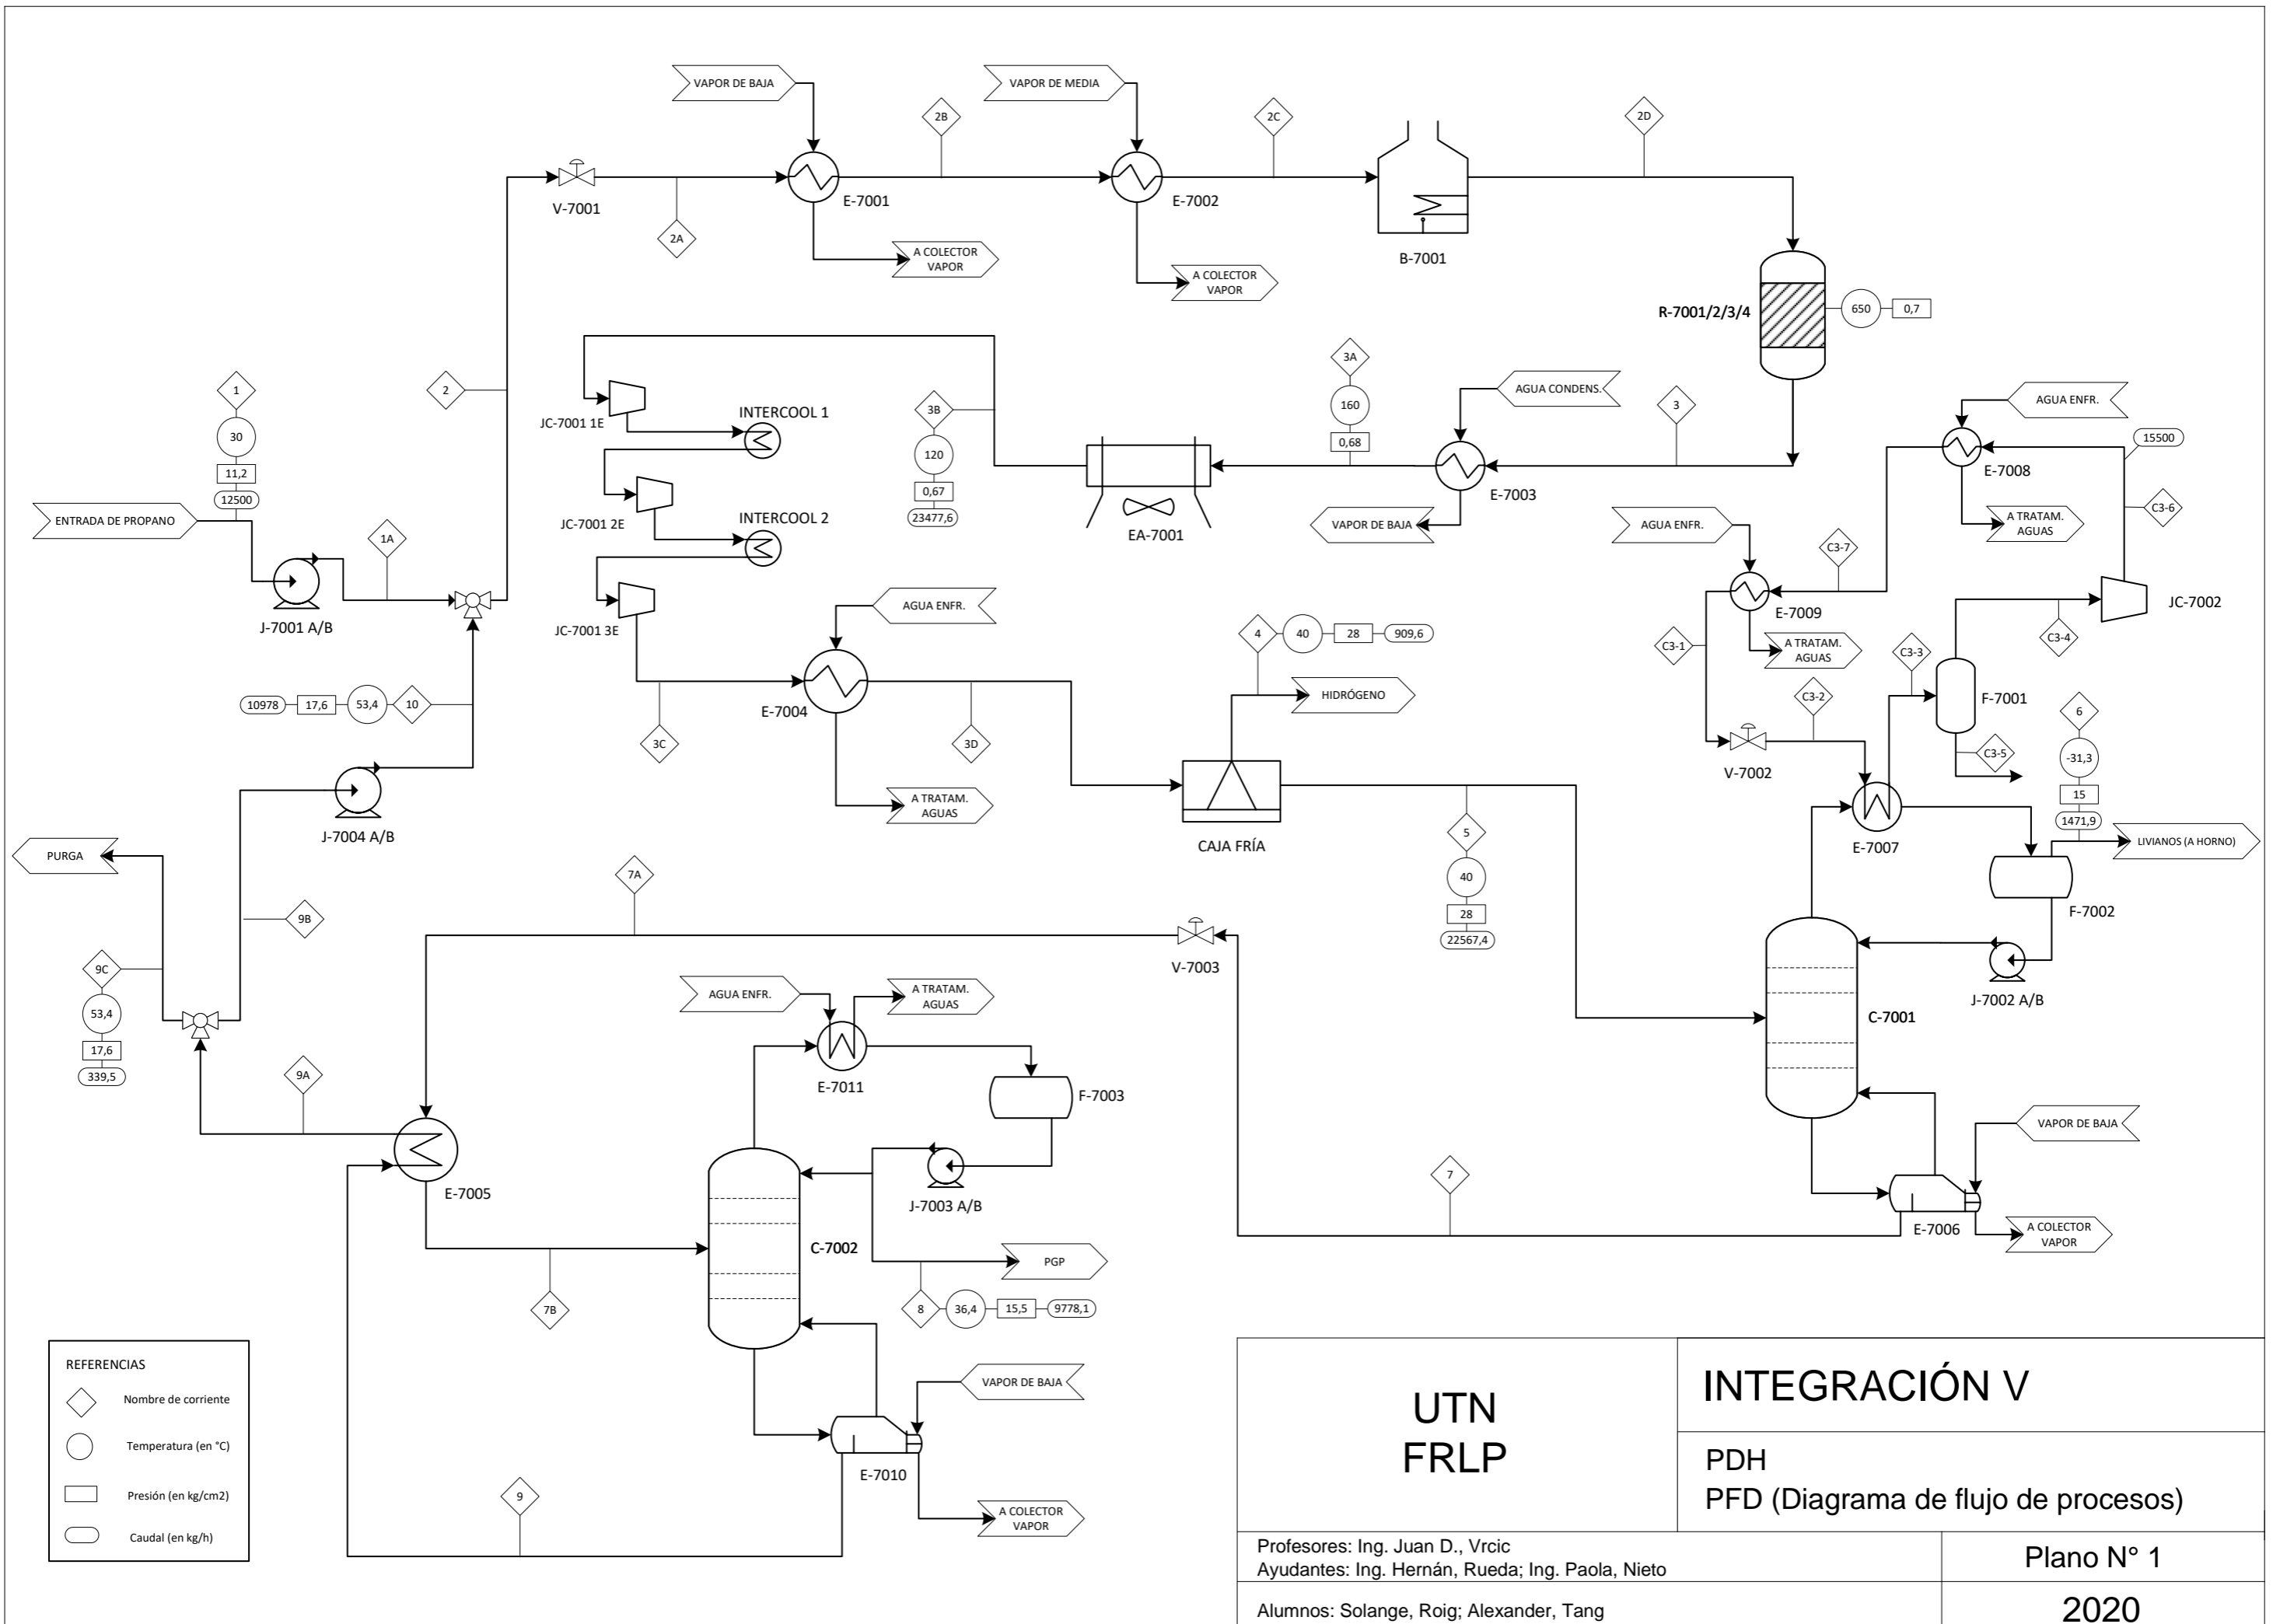 VAPOR DE BAJA
VAPOR DE MEDIA
2B
2C
2D
V-7001
E-7001
E-7002
2A
A COLECTOR
VAPOR
A COLECTOR
VAPOR
B-7001
R-7001/2/3/4
650
0,7
1
30
11,2
12500
2
ENTRADA DE PROPANO
1A
J-7001 A/B
JC-7001 1E
INTERCOOL 1
JC-7001 2E
INTERCOOL 2
JC-7001 3E
3B
120
0,67
23477,6
EA-7001
3A
160
0,68
AGUA CONDENS.
3
E-7003
VAPOR DE BAJA
AGUA ENFR.
15500
E-7008
A TRATAM.
AGUAS
C3-6
AGUA ENFR.
C3-7
E-7009
A TRATAM.
AGUAS
C3-1
C3-3
C3-4
JC-7002
F-7001
C3-2
C3-5
V-7002
6
-31,3
15
1471,9
LIVIANOS (A HORNO)
E-7007
F-7002
J-7002 A/B
C-7001
AGUA ENFR.
E-7004
3C
3D
A TRATAM.
AGUAS
4
40
28
909,6
HIDRÓGENO
CAJA FRÍA
5
40
28
22567,4
10978
17,6
53,4
10
J-7004 A/B
PURGA
9B
9C
53,4
17,6
339,5
9A
7A
V-7003
AGUA ENFR.
A TRATAM.
AGUAS
E-7011
F-7003
E-7005
J-7003 A/B
C-7002
PGP
7B
8
36,4
15,5
9778,1
7
VAPOR DE BAJA
E-7006
A COLECTOR
VAPOR
VAPOR DE BAJA
E-7010
A COLECTOR
VAPOR
9
REFERENCIAS
Nombre de corriente
Temperatura (en °C)
Presión (en kg/cm2)
Caudal (en kg/h)
UTN
FRLP
INTEGRACIÓN V
PDH
PFD (Diagrama de flujo de procesos)
Profesores: Ing. Juan D., Vrcic
Ayudantes: Ing. Hernán, Rueda; Ing. Paola, Nieto
Plano N° 1
Alumnos: Solange, Roig; Alexander, Tang
2020